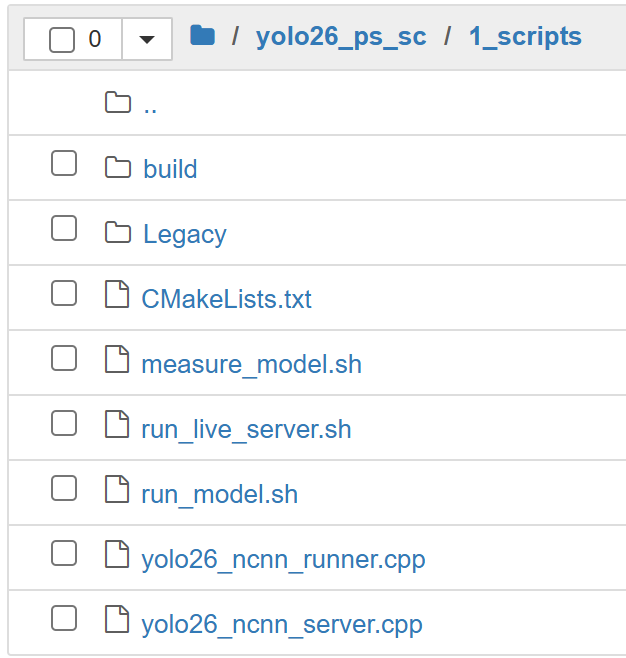 0 / yolo26_ps_sc / 1_scripts
..
build
Legacy
CMakeLists.txt
measure_model.sh
run_live_server.sh
run_model.sh
yolo26_ncnn_runner.cpp
yolo26_ncnn_server.cpp